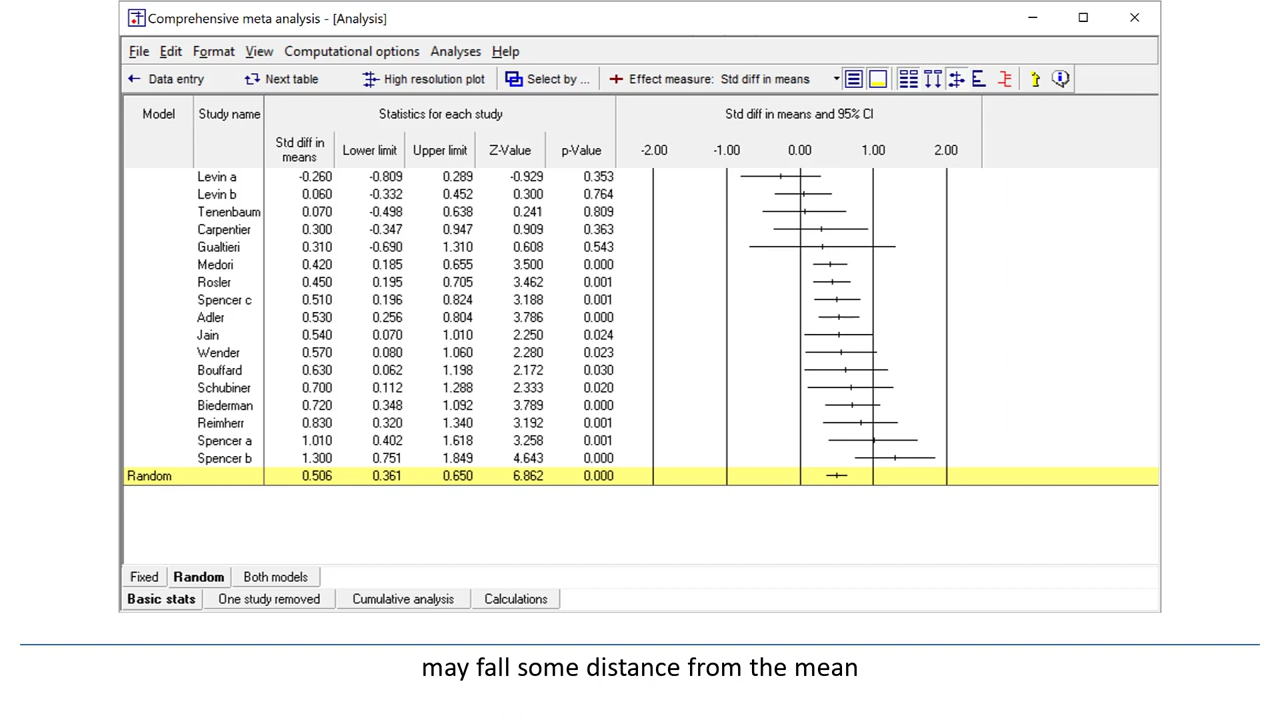 Comprehensive meta analysis - [Analysis]
File Edit Format View Computational options Analyses Help
Data entry Next table High resolution plot Select by ... Effect measure: Std diff in means
Model Study name Statistics for each study Std diff in means and 95% CI
Std diff in means Lower limit Upper limit Z-Value p-Value -2.00 -1.00 0.00 1.00 2.00
Levin a -0.260 -0.809 0.289 -0.929 0.353
Levin b 0.060 -0.332 0.452 0.300 0.764
Tenenbaum 0.070 -0.498 0.638 0.241 0.809
Carpentier 0.300 -0.347 0.947 0.909 0.363
Gualtieri 0.310 -0.690 1.310 0.608 0.543
Medori 0.420 0.185 0.655 3.500 0.000
Rosler 0.450 0.195 0.705 3.462 0.001
Spencer c 0.510 0.196 0.824 3.188 0.001
Adler 0.530 0.256 0.804 3.786 0.000
Jain 0.540 0.070 1.010 2.250 0.024
Wender 0.570 0.080 1.060 2.280 0.023
Bouffard 0.630 0.062 1.198 2.172 0.030
Schubiner 0.700 0.112 1.288 2.333 0.020
Biederman 0.720 0.348 1.092 3.789 0.000
Reimherr 0.830 0.320 1.340 3.192 0.001
Spencer a 1.010 0.402 1.618 3.258 0.001
Spencer b 1.300 0.751 1.849 4.643 0.000
Random 0.506 0.361 0.650 6.862 0.000
Fixed Random Both models
Basic stats One study removed Cumulative analysis Calculations
may fall some distance from the mean